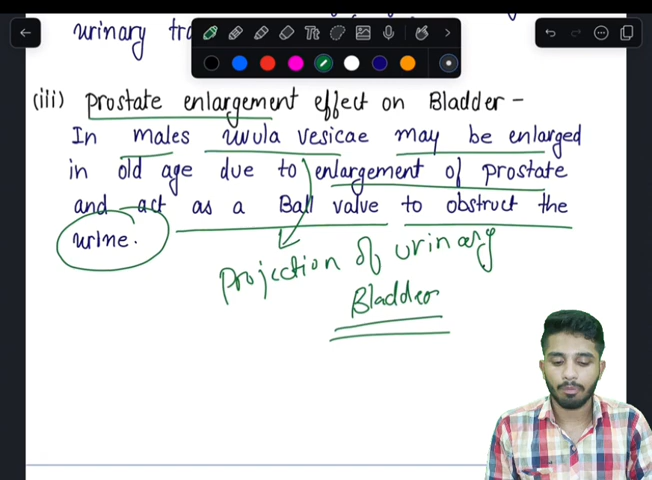 urinary tra
(iii) prostate enlargement effect on Bladder -
In males uvula vesicae may be enlarged
in old age due to enlargement of prostate
and act as a Ball valve to obstruct the
urine.
projection of urinary
Bladder